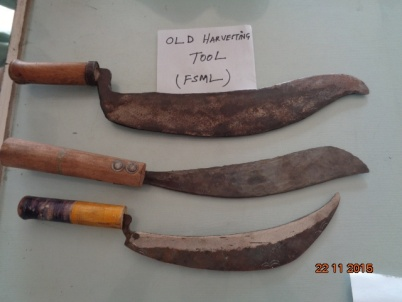 OLD HARVESTING
TOOL
(FSML)
22 11 2015